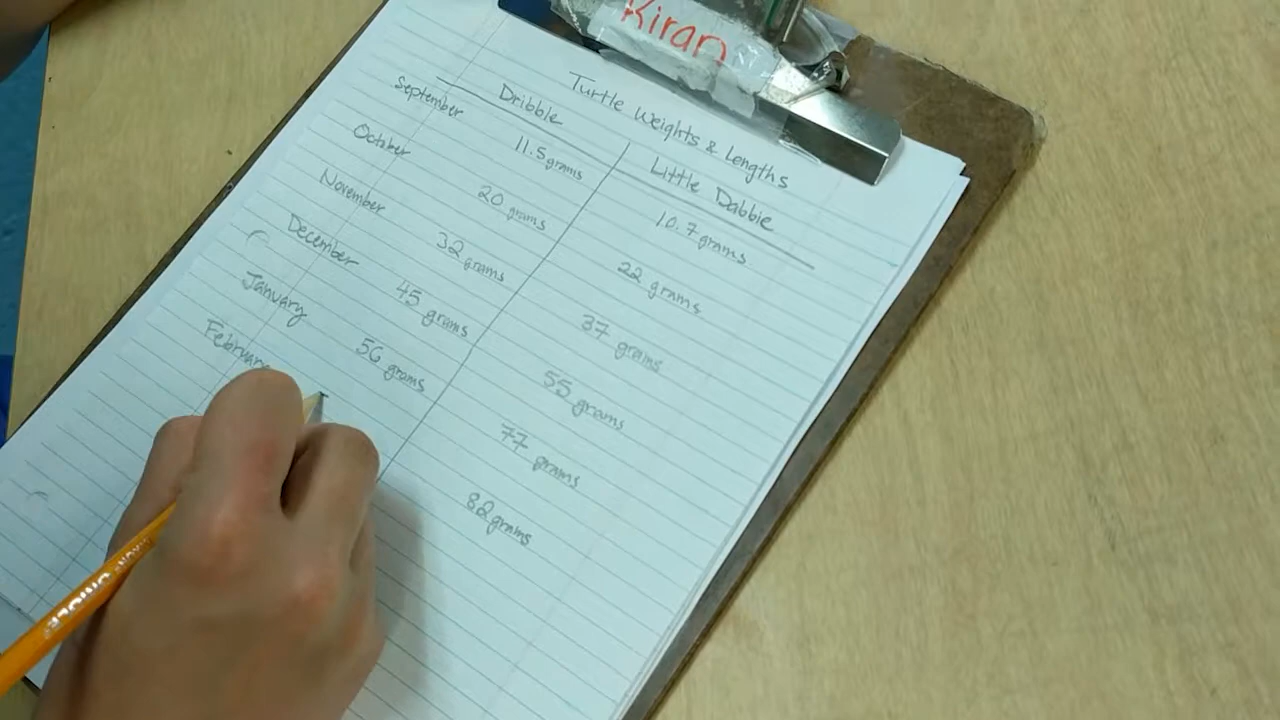 Kiran
Turtle Weights & Lengths
Dribble Little Dabbie
September 11.5 grams 10.7 grams
October 20 grams 22 grams
November 32 grams 37 grams
December 45 grams 55 grams
January 56 grams 77 grams
February 82 grams